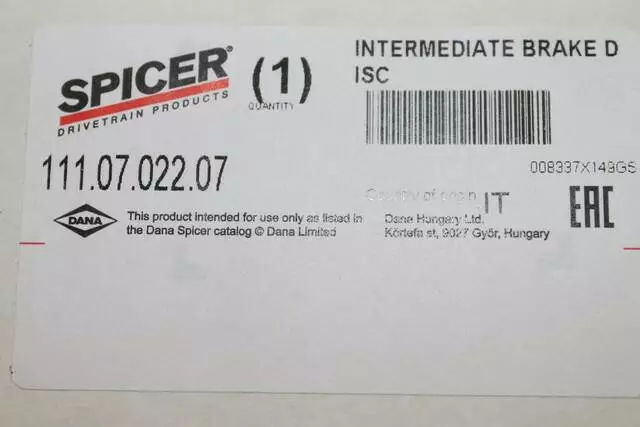 SPICER®
DRIVETRAIN PRODUCTS
(1)
QUANTITY
INTERMEDIATE BRAKE D
ISC
111.07.022.07
008337X149G5
Country of origin IT
EAC
DANA
This product intended for use only as listed in
the Dana Spicer catalog © Dana Limited
Dana Hungary Ltd.
Körtefa st, 9027 Győr, Hungary